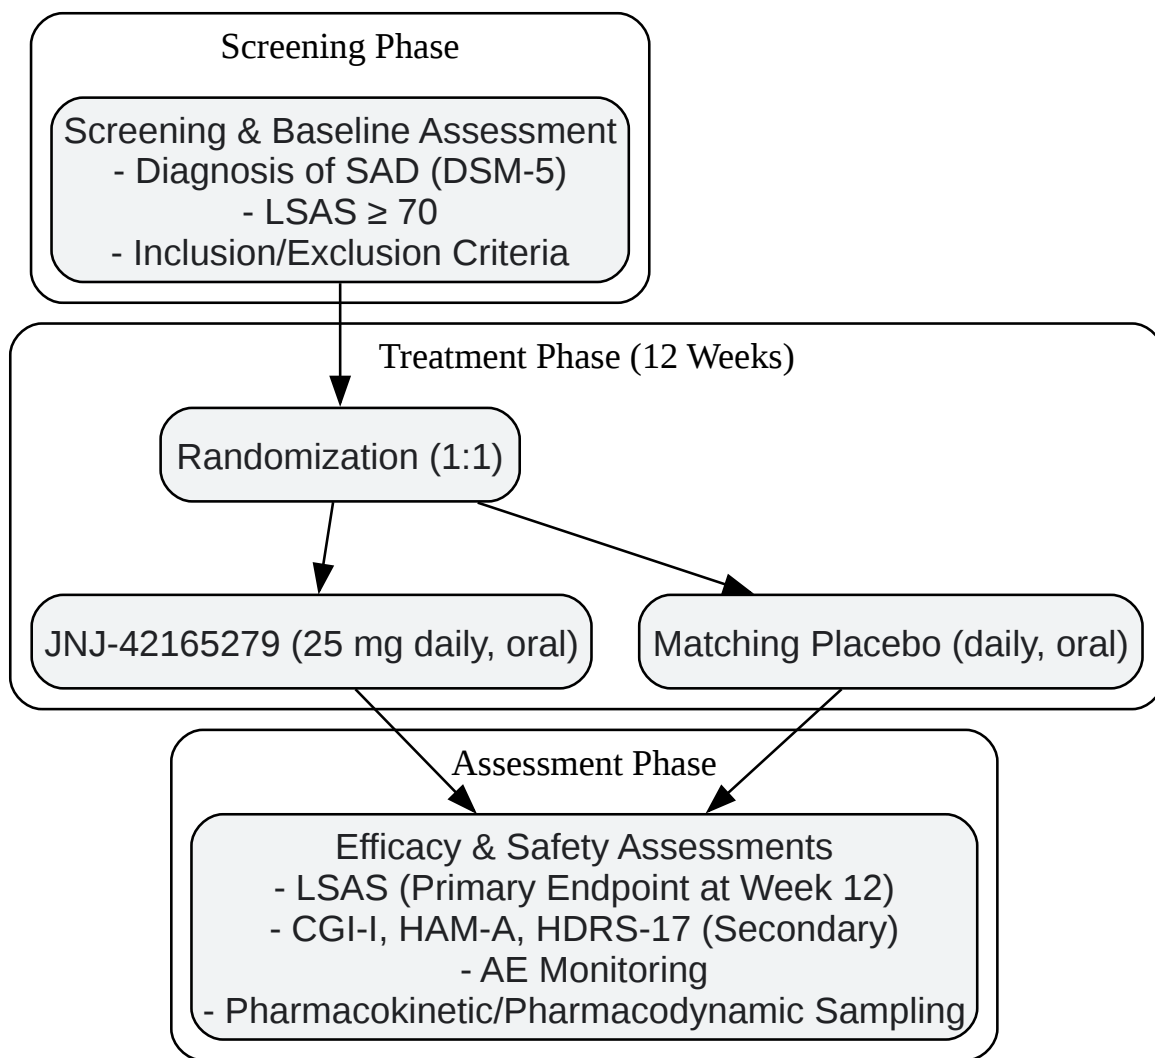 Screening Phase
Screening & Baseline Assessment
- Diagnosis of SAD (DSM-5)
- LSAS ≥ 70
- Inclusion/Exclusion Criteria
Treatment Phase (12 Weeks)
Randomization (1:1)
JNJ-42165279 (25 mg daily, oral)
Matching Placebo (daily, oral)
Assessment Phase
Efficacy & Safety Assessments
- LSAS (Primary Endpoint at Week 12)
- CGI-I, HAM-A, HDRS-17 (Secondary)
- AE Monitoring
- Pharmacokinetic/Pharmacodynamic Sampling